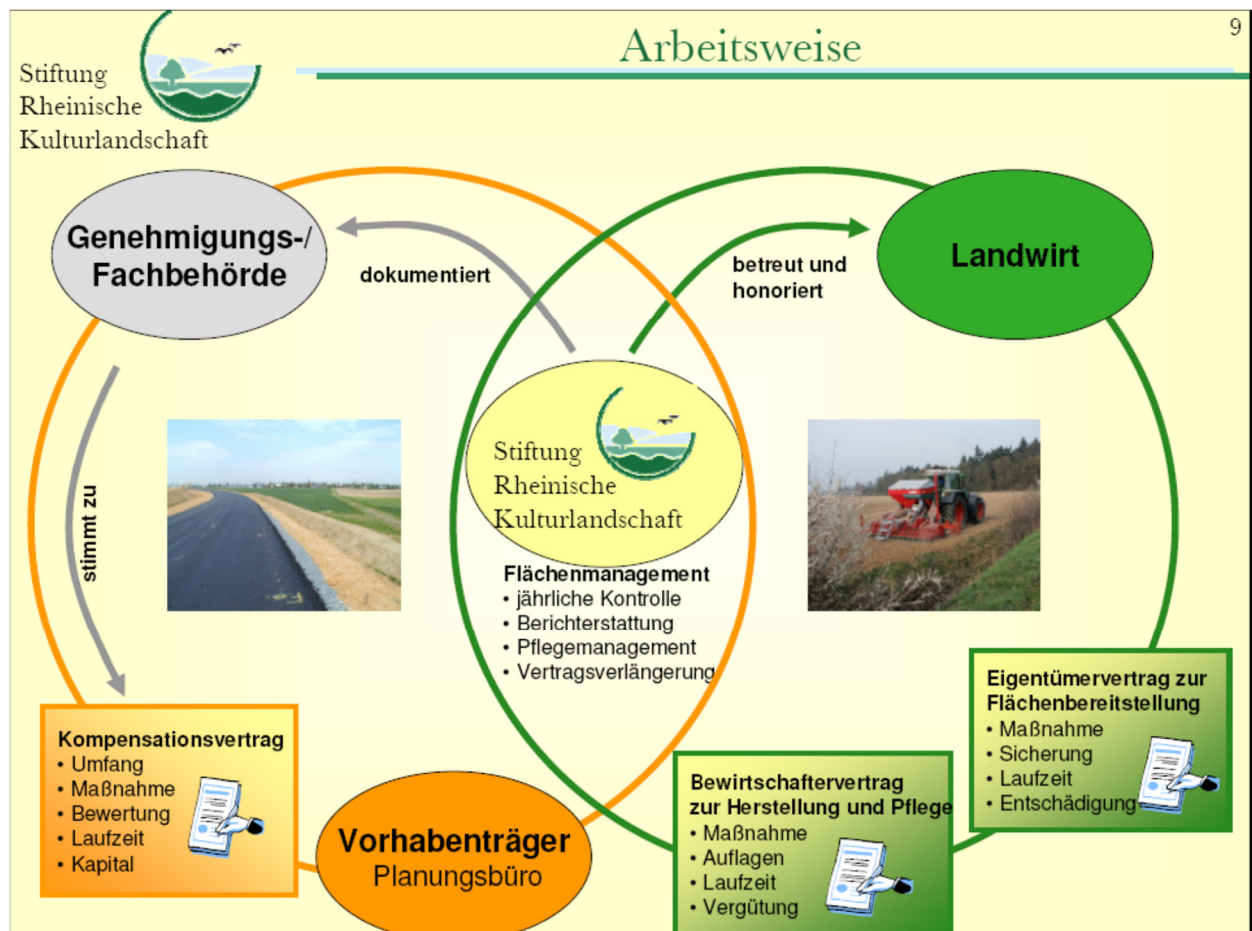 9
Arbeitsweise
Stiftung
Rheinische
Kulturlandschaft
Genehmigungs-/
Fachbehörde
dokumentiert
betreut und
honoriert
Landwirt
stimmt zu
Stiftung
Rheinische
Kulturlandschaft
Flächenmanagement
• jährliche Kontrolle
• Berichterstattung
• Pflegemanagement
• Vertragsverlängerung
Kompensationsvertrag
• Umfang
• Maßnahme
• Bewertung
• Laufzeit
• Kapital
Vorhabenträger
Planungsbüro
Bewirtschaftervertrag
zur Herstellung und Pflege
• Maßnahme
• Auflagen
• Laufzeit
• Vergütung
Eigentümervertrag zur
Flächenbereitstellung
• Maßnahme
• Sicherung
• Laufzeit
• Entschädigung